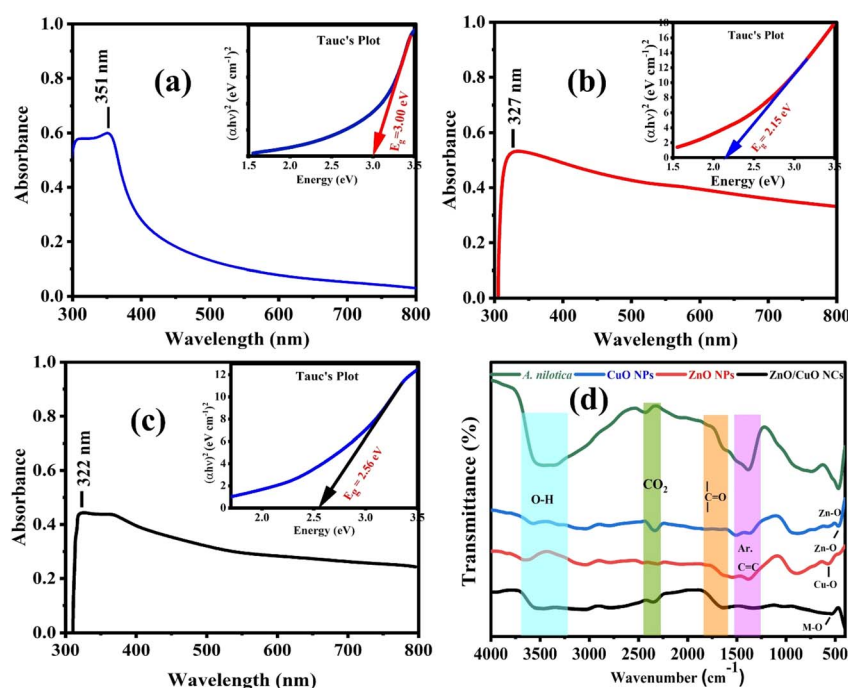 Tauc's Plot
(a)
351 nm
(αhν)² (eV cm⁻¹)²
E_g=3.00 eV
1.5 2.0 2.5 3.0 3.5
Energy (eV)
Absorbance
1.0
0.8
0.6
0.4
0.2
0.0
300 400 500 600 700 800
Wavelength (nm)
Tauc's Plot
(b)
327 nm
(αhν)² (eV cm⁻¹)²
18
16
14
12
10
8
6
4
2
0
E_g = 2.15 eV
1.5 2.0 2.5 3.0 3.5
Energy (eV)
Absorbance
1.0
0.8
0.6
0.4
0.2
0.0
300 400 500 600 700 800
Wavelength (nm)
Tauc's Plot
(c)
322 nm
(αhν)² (eV cm⁻¹)²
12
10
8
6
4
2
0
E_g = 2.56 eV
2.0 2.5 3.0 3.5
Energy (eV)
Absorbance
1.0
0.8
0.6
0.4
0.2
0.0
300 400 500 600 700 800
Wavelength (nm)
A. nilotica CuO NPs ZnO NPs ZnO/CuO NCs
(d)
Transmittance (%)
O-H
CO₂
C=O
Ar.
C=C
Zn-O
Zn-O
Cu-O
M-O
4000 3500 3000 2500 2000 1500 1000 500
Wavenumber (cm⁻¹)